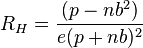 R_H = \frac{(p - nb^2)}{e(p + nb)^2}